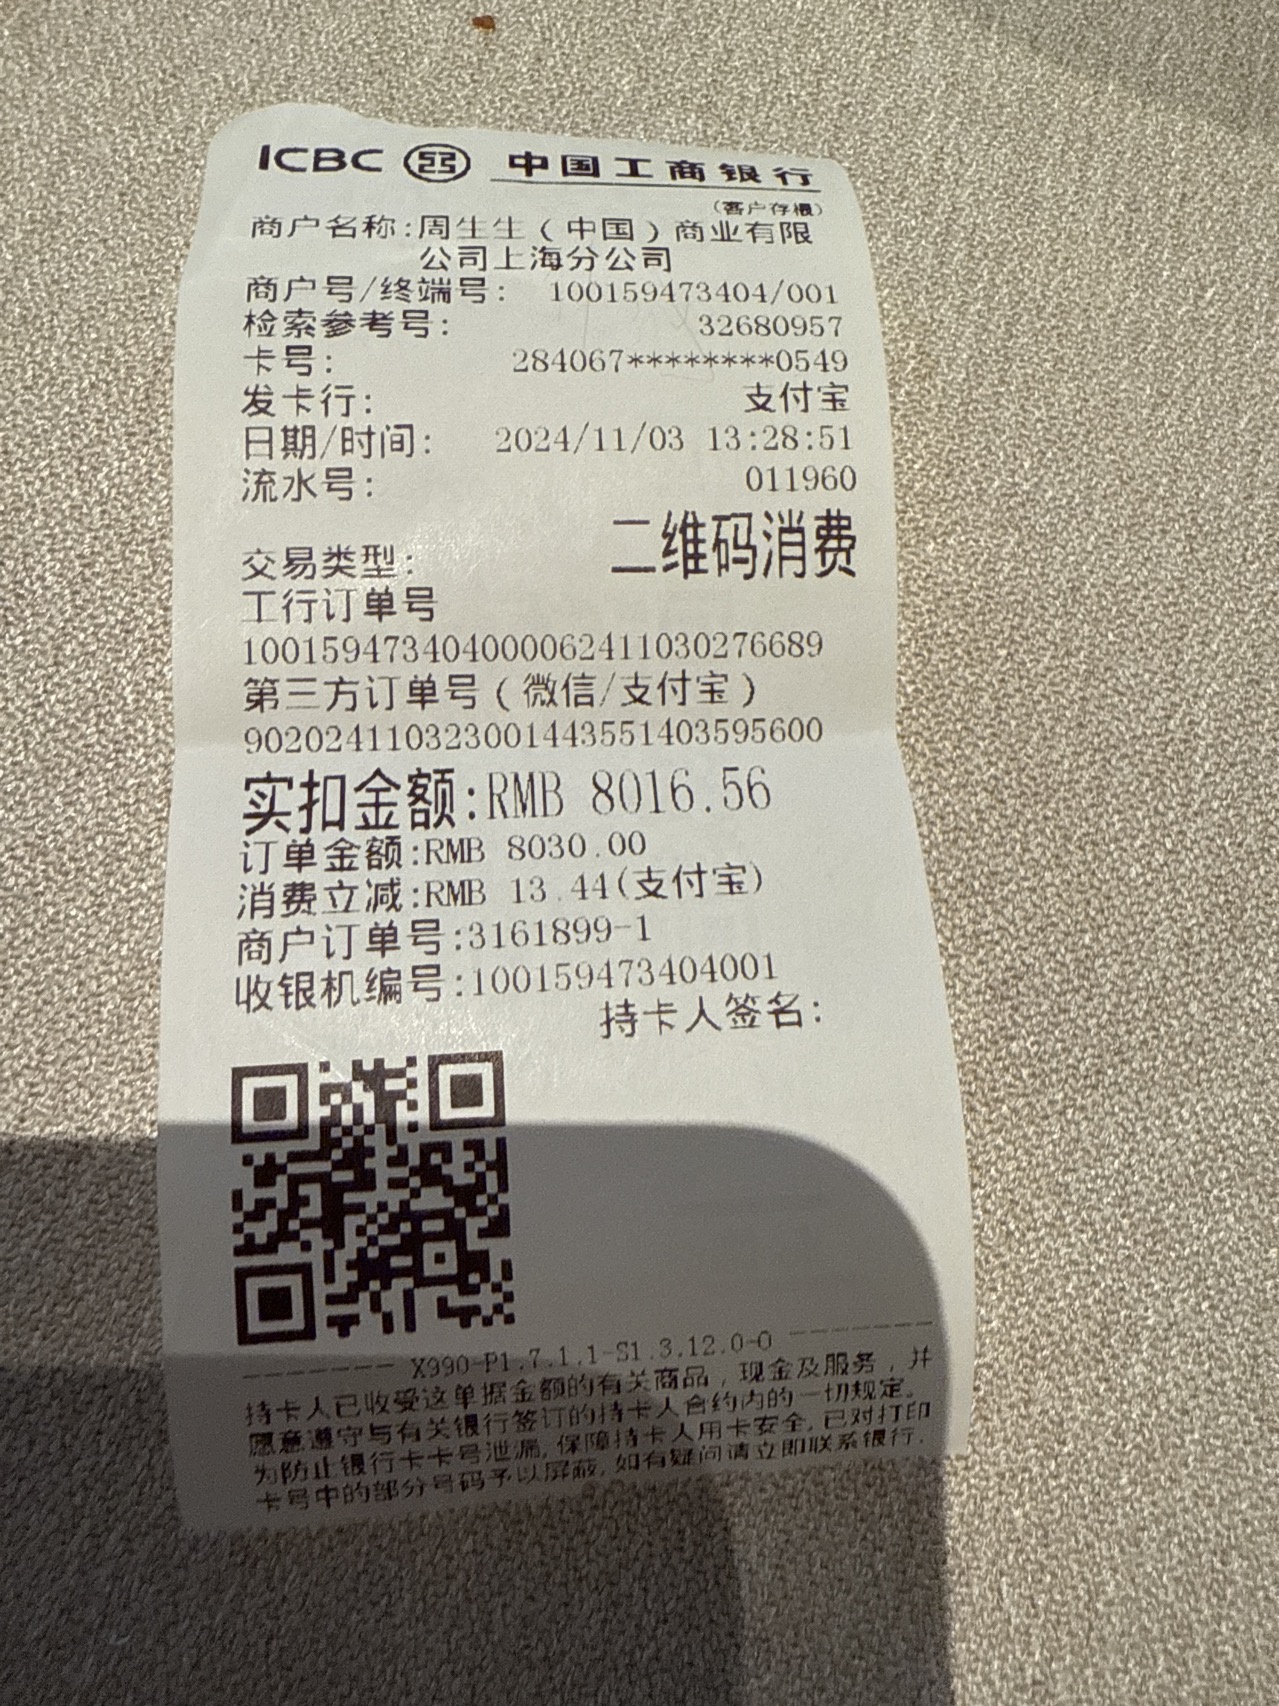 ICBC 中国工商银行
(客户存根)
商户名称:周生生(中国)商业有限
公司上海分公司
商户号/终端号: 100159473404/001
检索参考号: 32680957
卡号: 284067********0549
发卡行: 支付宝
日期/时间: 2024/11/03 13:28:51
流水号: 011960
交易类型: 二维码消费
工行订单号
100159473404000062411030276689
第三方订单号(微信/支付宝)
902024110323001443551403595600
实扣金额:RMB 8016.56
订单金额:RMB 8030.00
消费立减:RMB 13.44(支付宝)
商户订单号:3161899-1
收银机编号:100159473404001
持卡人签名:
---------- X990-P1.7.1.1-S1.3.12.0-0 ----------
持卡人已收受这单据金额的有关商品,现金及服务,并
愿意遵守与有关银行签订的持卡人合约内的一切规定。
为防止银行卡卡号泄漏,保障持卡人用卡安全,已对打印
卡号中的部分号码予以屏蔽,如有疑问请立即联系银行.